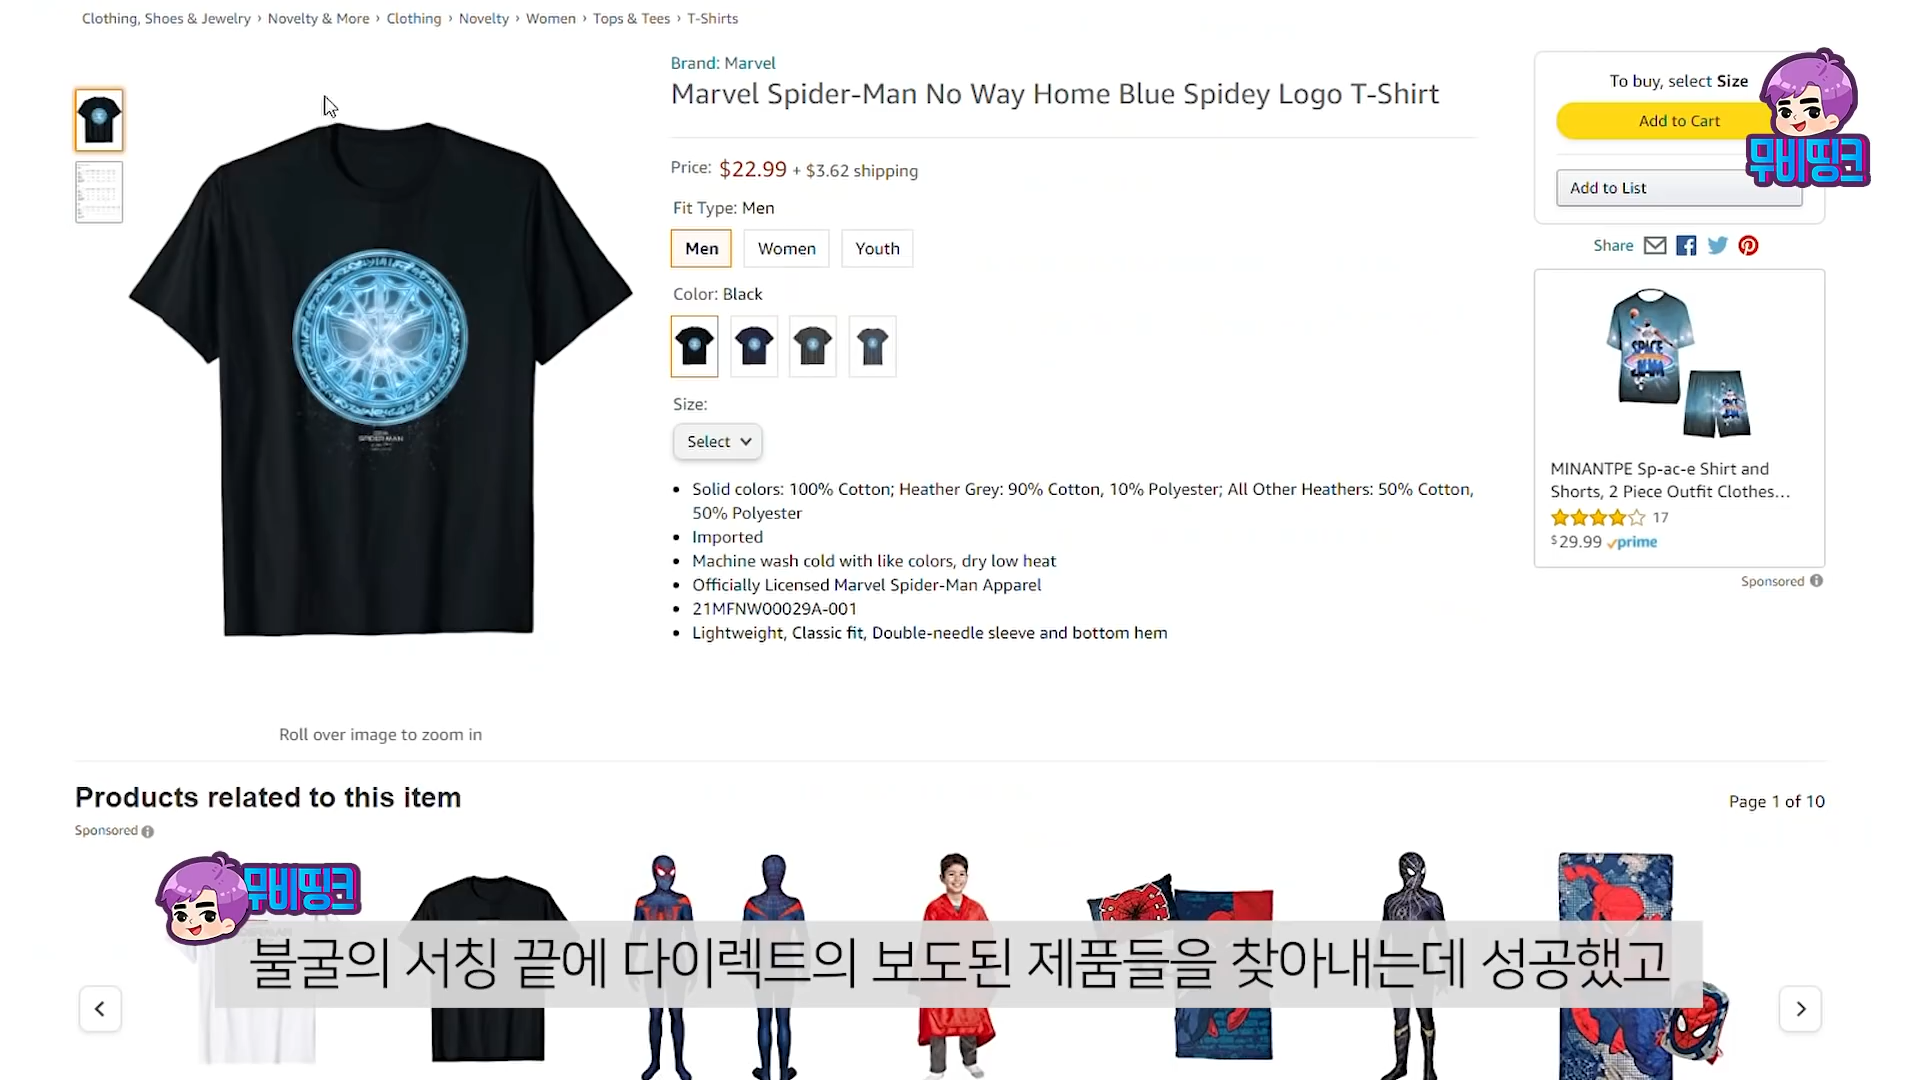 Clothing, Shoes & Jewelry › Novelty & More › Clothing › Novelty › Women › Tops & Tees › T-Shirts
Brand: Marvel
Marvel Spider-Man No Way Home Blue Spidey Logo T-Shirt
Price: $22.99 + $3.62 shipping
Fit Type: Men
Men Women Youth
Color: Black
Size:
Select
• Solid colors: 100% Cotton; Heather Grey: 90% Cotton, 10% Polyester; All Other Heathers: 50% Cotton,
50% Polyester
• Imported
• Machine wash cold with like colors, dry low heat
• Officially Licensed Marvel Spider-Man Apparel
• 21MFNW00029A-001
• Lightweight, Classic fit, Double-needle sleeve and bottom hem
SPIDER-MAN
Roll over image to zoom in
To buy, select Size
Add to Cart
Add to List
무비띵크
Share
SPACE
JAM
MINANTPE Sp-ac-e Shirt and
Shorts, 2 Piece Outfit Clothes...
17
$29.99 prime
Sponsored
Products related to this item
Page 1 of 10
Sponsored
무비띵크
불굴의 서칭 끝에 다이렉트의 보도된 제품들을 찾아내는데 성공했고